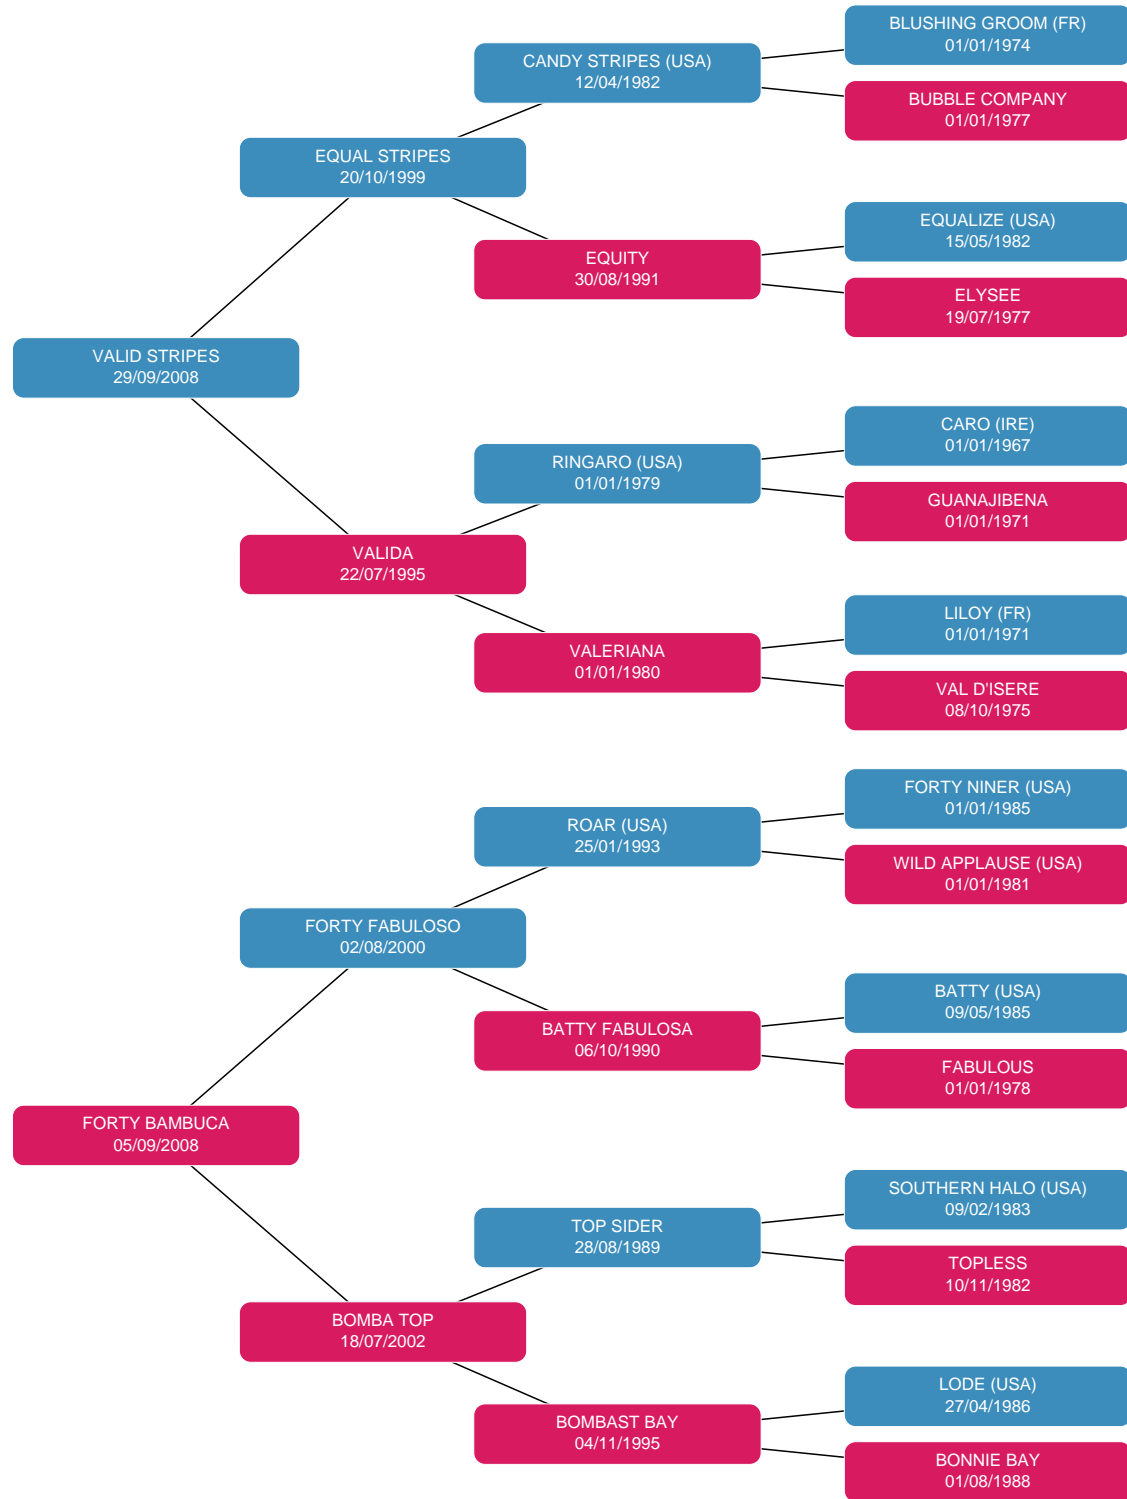 BLUSHING GROOM (FR)
01/01/1974
CANDY STRIPES (USA)
12/04/1982
BUBBLE COMPANY
01/01/1977
EQUAL STRIPES
20/10/1999
EQUALIZE (USA)
15/05/1982
EQUITY
30/08/1991
ELYSEE
19/07/1977
VALID STRIPES
29/09/2008
CARO (IRE)
01/01/1967
RINGARO (USA)
01/01/1979
GUANAJIBENA
01/01/1971
VALIDA
22/07/1995
LILOY (FR)
01/01/1971
VALERIANA
01/01/1980
VAL D'ISERE
08/10/1975
FORTY NINER (USA)
01/01/1985
ROAR (USA)
25/01/1993
WILD APPLAUSE (USA)
01/01/1981
FORTY FABULOSO
02/08/2000
BATTY (USA)
09/05/1985
BATTY FABULOSA
06/10/1990
FABULOUS
01/01/1978
FORTY BAMBUCA
05/09/2008
SOUTHERN HALO (USA)
09/02/1983
TOP SIDER
28/08/1989
TOPLESS
10/11/1982
BOMBA TOP
18/07/2002
LODE (USA)
27/04/1986
BOMBAST BAY
04/11/1995
BONNIE BAY
01/08/1988